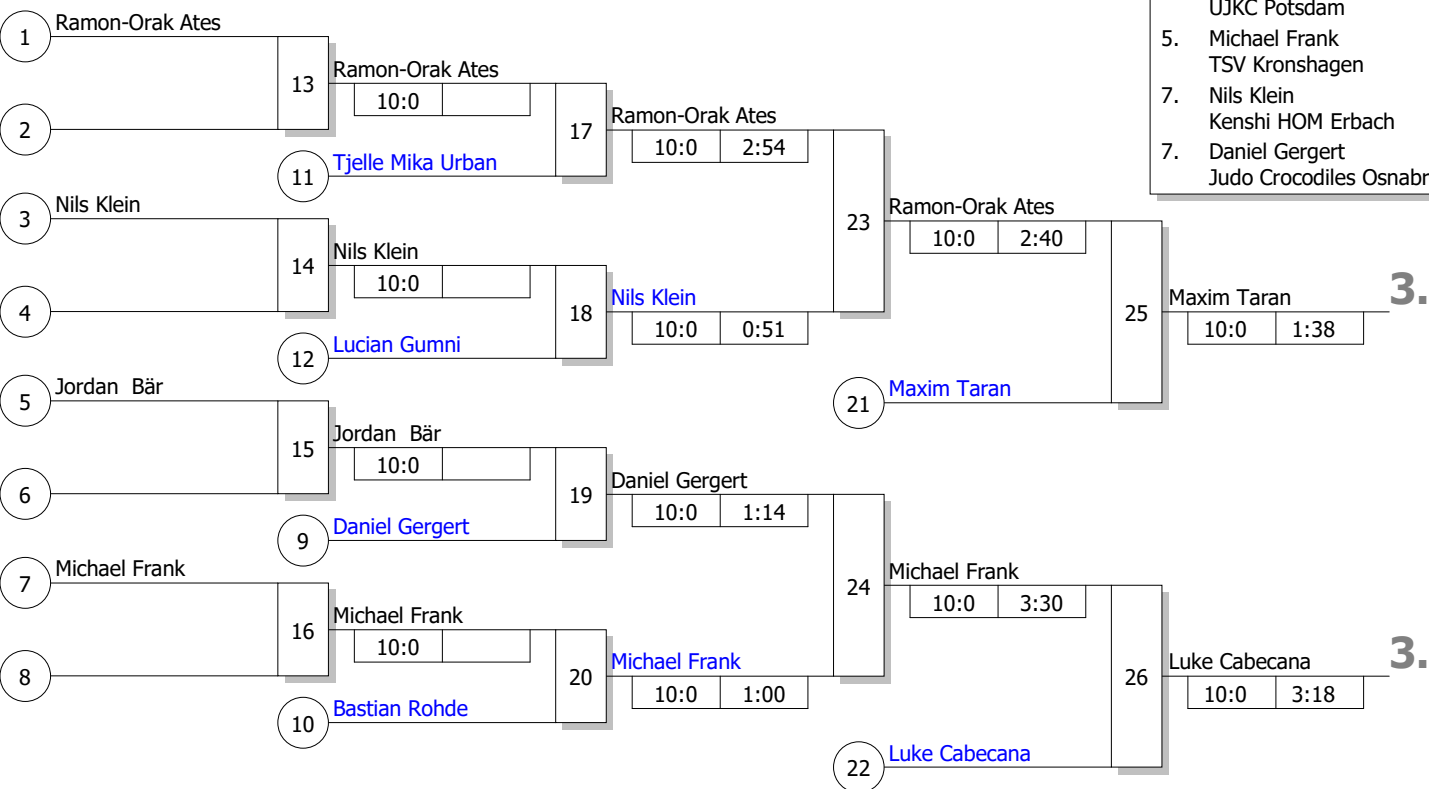 UJKC Potsdam
5. Michael Frank
TSV Kronshagen
7. Nils Klein
Kenshi HOM Erbach
7. Daniel Gergert
Judo Crocodiles Osnabr
1 Ramon-Orak Ates
13 Ramon-Orak Ates
10:0
2
17 Ramon-Orak Ates
10:0 2:54
11 Tjelle Mika Urban
3 Nils Klein
23 Ramon-Orak Ates
10:0 2:40
14 Nils Klein
10:0
4
18 Nils Klein
10:0 0:51
12 Lucian Gumni
25 Maxim Taran 3.
10:0 1:38
21 Maxim Taran
5 Jordan Bär
15 Jordan Bär
10:0
6
19 Daniel Gergert
10:0 1:14
9 Daniel Gergert
7 Michael Frank
24 Michael Frank
10:0 3:30
16 Michael Frank
10:0
8
20 Michael Frank
10:0 1:00
10 Bastian Rohde
26 Luke Cabecana 3.
10:0 3:18
22 Luke Cabecana